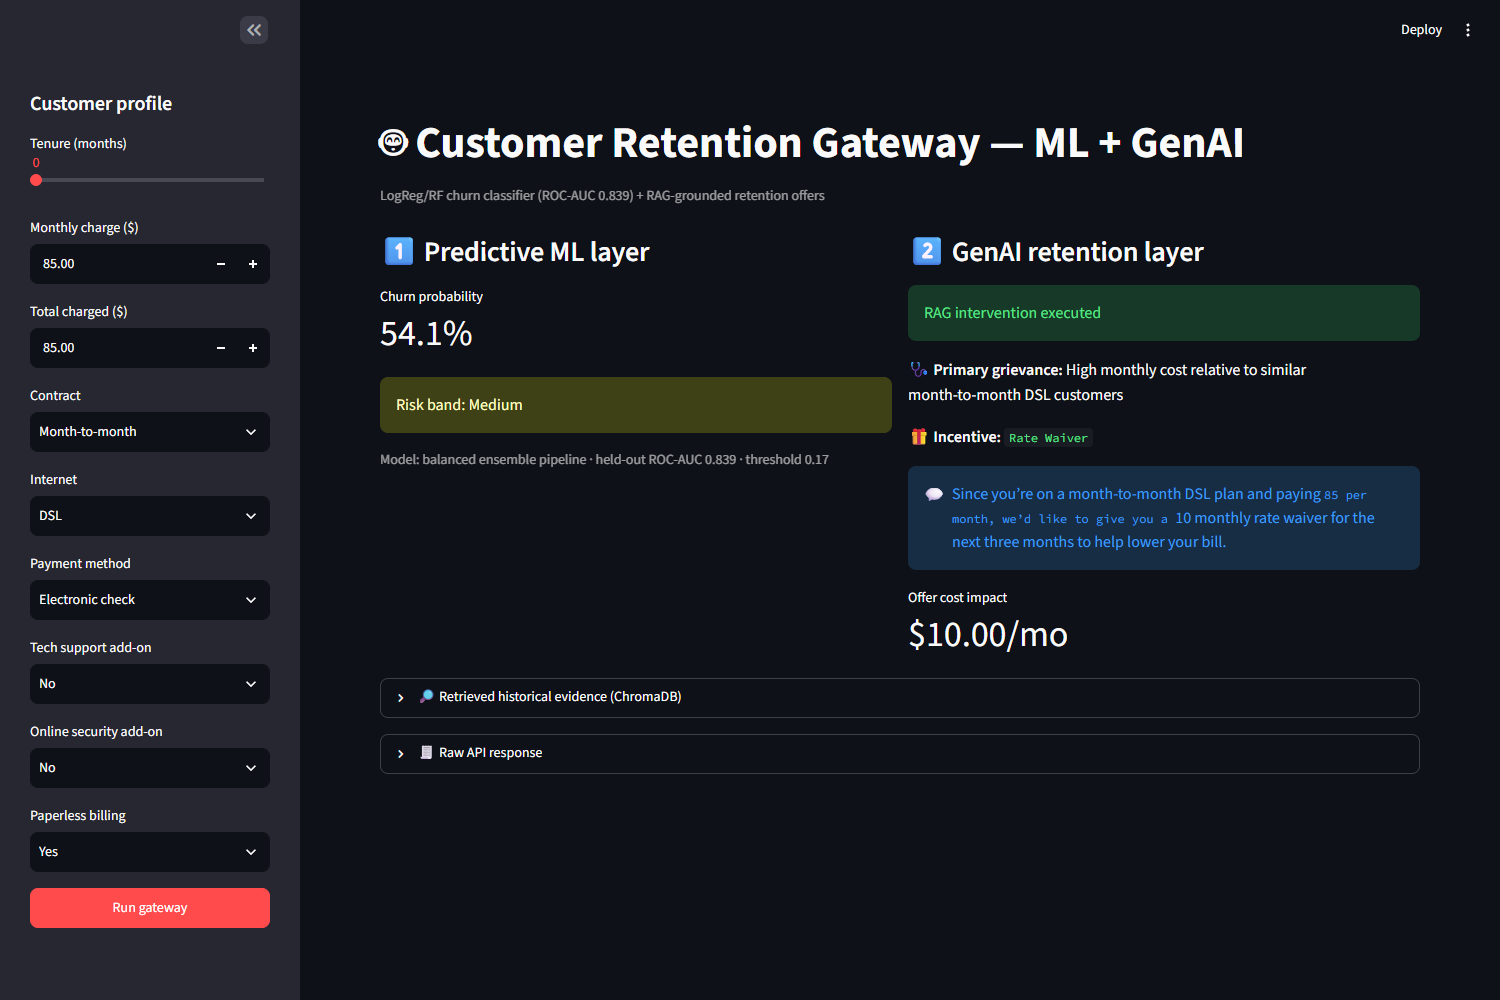 Deploy
Customer profile
Tenure (months)
0
Monthly charge ($)
85.00
Total charged ($)
85.00
Contract
Month-to-month
Internet
DSL
Payment method
Electronic check
Tech support add-on
No
Online security add-on
No
Paperless billing
Yes
Run gateway
Customer Retention Gateway — ML + GenAI
LogReg/RF churn classifier (ROC-AUC 0.839) + RAG-grounded retention offers
1 Predictive ML layer
Churn probability
54.1%
Risk band: Medium
Model: balanced ensemble pipeline · held-out ROC-AUC 0.839 · threshold 0.17
2 GenAI retention layer
RAG intervention executed
Primary grievance: High monthly cost relative to similar
month-to-month DSL customers
Incentive: Rate Waiver
Since you’re on a month-to-month DSL plan and paying 85 per
month, we’d like to give you a 10 monthly rate waiver for the
next three months to help lower your bill.
Offer cost impact
$10.00/mo
Retrieved historical evidence (ChromaDB)
Raw API response